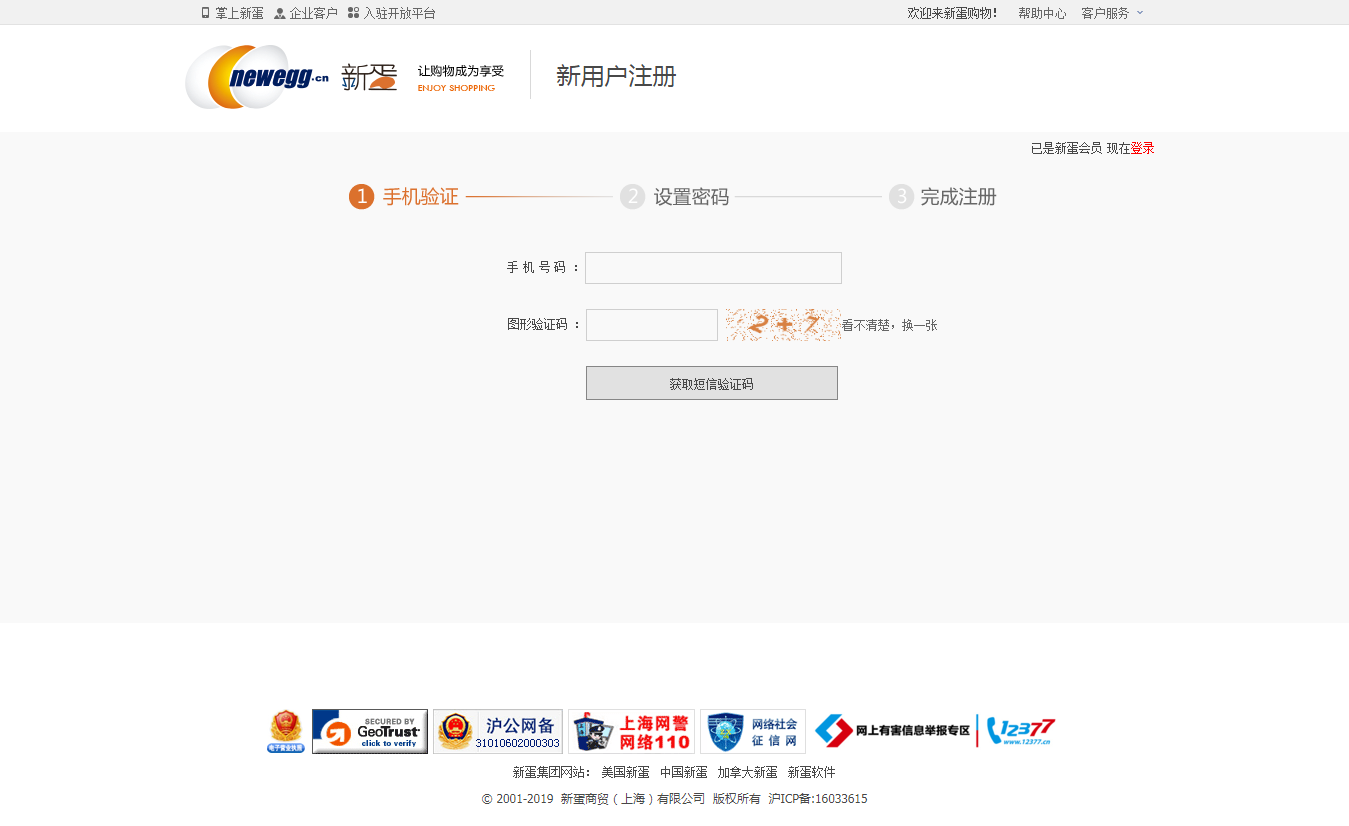 掌上新蛋 企业客户 入驻开放平台 欢迎来新蛋购物! 帮助中心 客户服务
newegg.cn 新蛋 让购物成为享受 新用户注册
ENJOY SHOPPING
已是新蛋会员 现在登录
1 手机验证 2 设置密码 3 完成注册
手 机 号 码 ：
图形验证码 ： 2+7 看不清楚，换一张
获取短信验证码
电子营业执照
SECURED BY
GeoTrust
click to verify
沪公网备
31010602000303
上海网警
网络110
网络社会
征信网
网上有害信息举报专区
12377
www.12377.cn
新蛋集团网站： 美国新蛋 中国新蛋 加拿大新蛋 新蛋软件
© 2001-2019 新蛋商贸（上海）有限公司 版权所有 沪ICP备:16033615